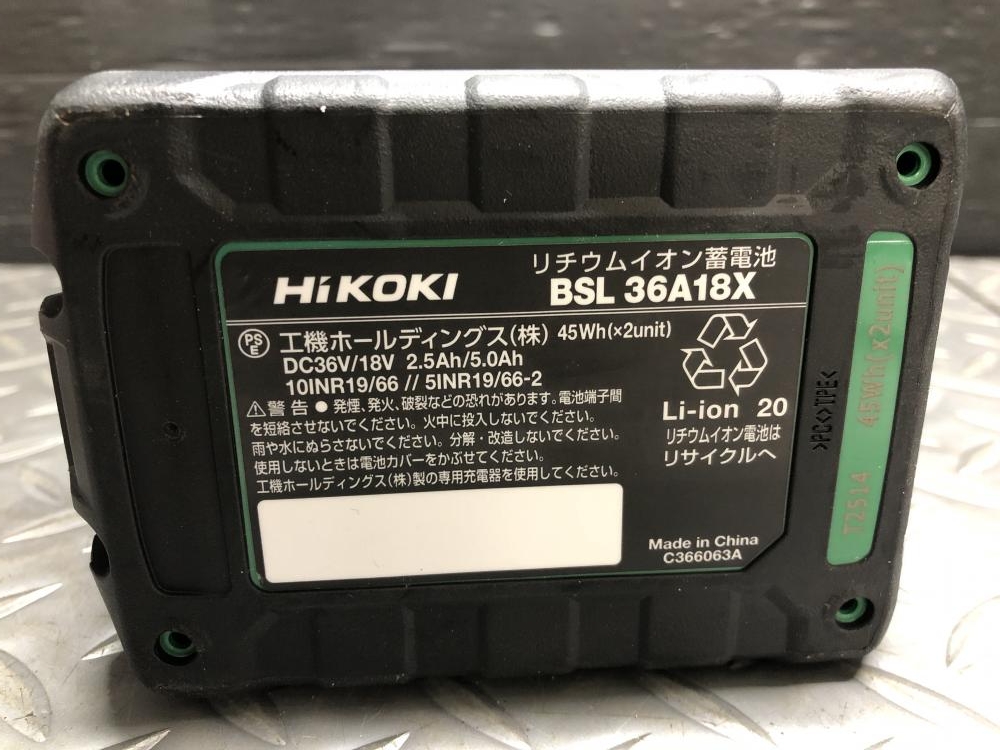 HiKOKI
リチウムイオン蓄電池
BSL 36A18X
PS
E
工機ホールディングス(株) 45Wh(×2unit)
DC36V/18V 2.5Ah/5.0Ah
10INR19/66 // 5INR19/66-2
⚠警告 ● 発煙、発火、破裂などの恐れがあります。電池端子間
を短絡させないでください。火中に投入しないでください。
雨や水にぬらさないでください。分解・改造しないでください。
使用しないときは電池カバーをかぶせてください。
工機ホールディングス(株)製の専用充電器を使用してください。
Li-ion 20
リチウムイオン電池は
リサイクルへ
Made in China
C366063A
>PC<>TPE<
T2514 45Wh(x2unit)